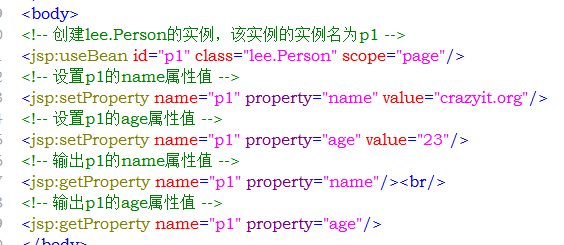 <body>
<!-- 创建lee.Person的实例，该实例的实例名为p1 -->
<jsp:useBean id="p1" class="lee.Person" scope="page"/>
<!-- 设置p1的name属性值 -->
<jsp:setProperty name="p1" property="name" value="crazyit.org"/>
<!-- 设置p1的age属性值 -->
<jsp:setProperty name="p1" property="age" value="23"/>
<!-- 输出p1的name属性值 -->
<jsp:getProperty name="p1" property="name"/><br/>
<!-- 输出p1的age属性值 -->
<jsp:getProperty name="p1" property="age"/>
</body>